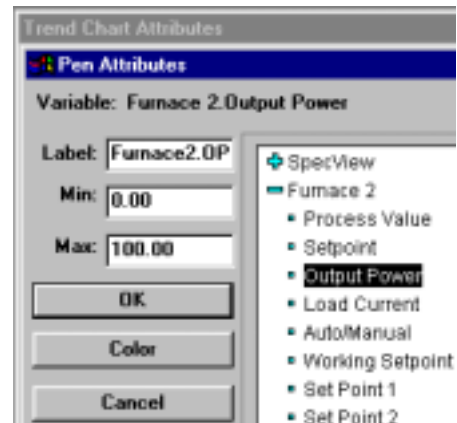 Trend Chart Attributes
Pen Attributes
Variable: Furnace 2.Output Power
Label: Furnace2.OP
Min: 0.00
Max: 100.00
OK
Color
Cancel
SpecView
Furnace 2
Process Value
Setpoint
Output Power
Load Current
Auto/Manual
Working Setpoint
Set Point 1
Set Point 2